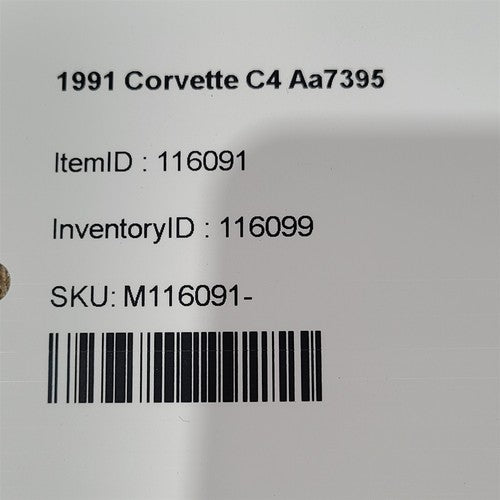 1991 Corvette C4 Aa7395
ItemID : 116091
InventoryID : 116099
SKU: M116091-